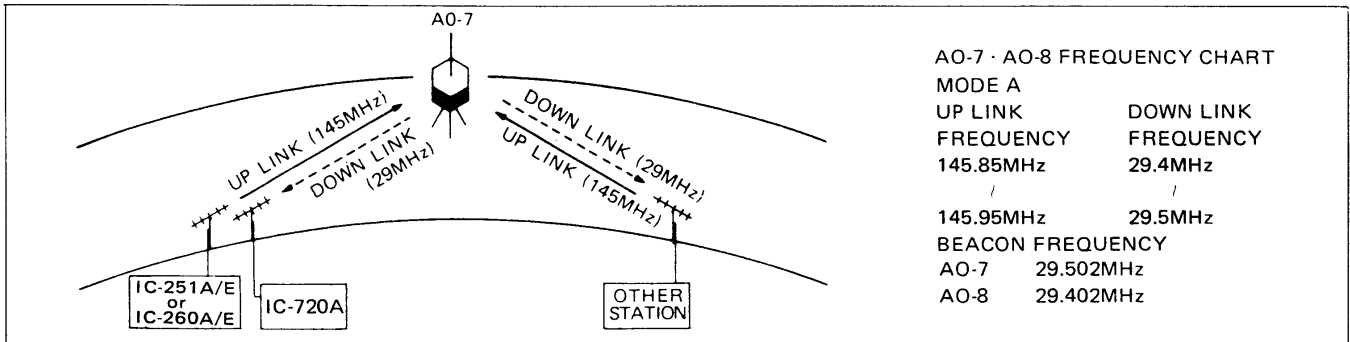 AO-7
UP LINK (145MHz)
DOWN LINK
(29MHz)
DOWN LINK (29MHz)
UP LINK (145MHz)
IC-251A/E
or
IC-260A/E
IC-720A
OTHER
STATION
AO-7 · AO-8 FREQUENCY CHART
MODE A
UP LINK DOWN LINK
FREQUENCY FREQUENCY
145.85MHz 29.4MHz
≀ ≀
145.95MHz 29.5MHz
BEACON FREQUENCY
AO-7 29.502MHz
AO-8 29.402MHz